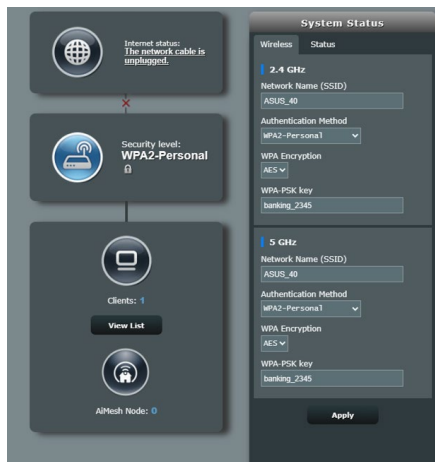 Internet status:
The network cable is
unplugged.
Security level:
WPA2-Personal
Clients: 1
View List
AiMesh Node: 0
System Status
Wireless Status
2.4 GHz
Network Name (SSID)
ASUS_40
Authentication Method
WPA2-Personal
WPA Encryption
AES
WPA-PSK key
banking_2345
5 GHz
Network Name (SSID)
ASUS_40
Authentication Method
WPA2-Personal
WPA Encryption
AES
WPA-PSK key
banking_2345
Apply